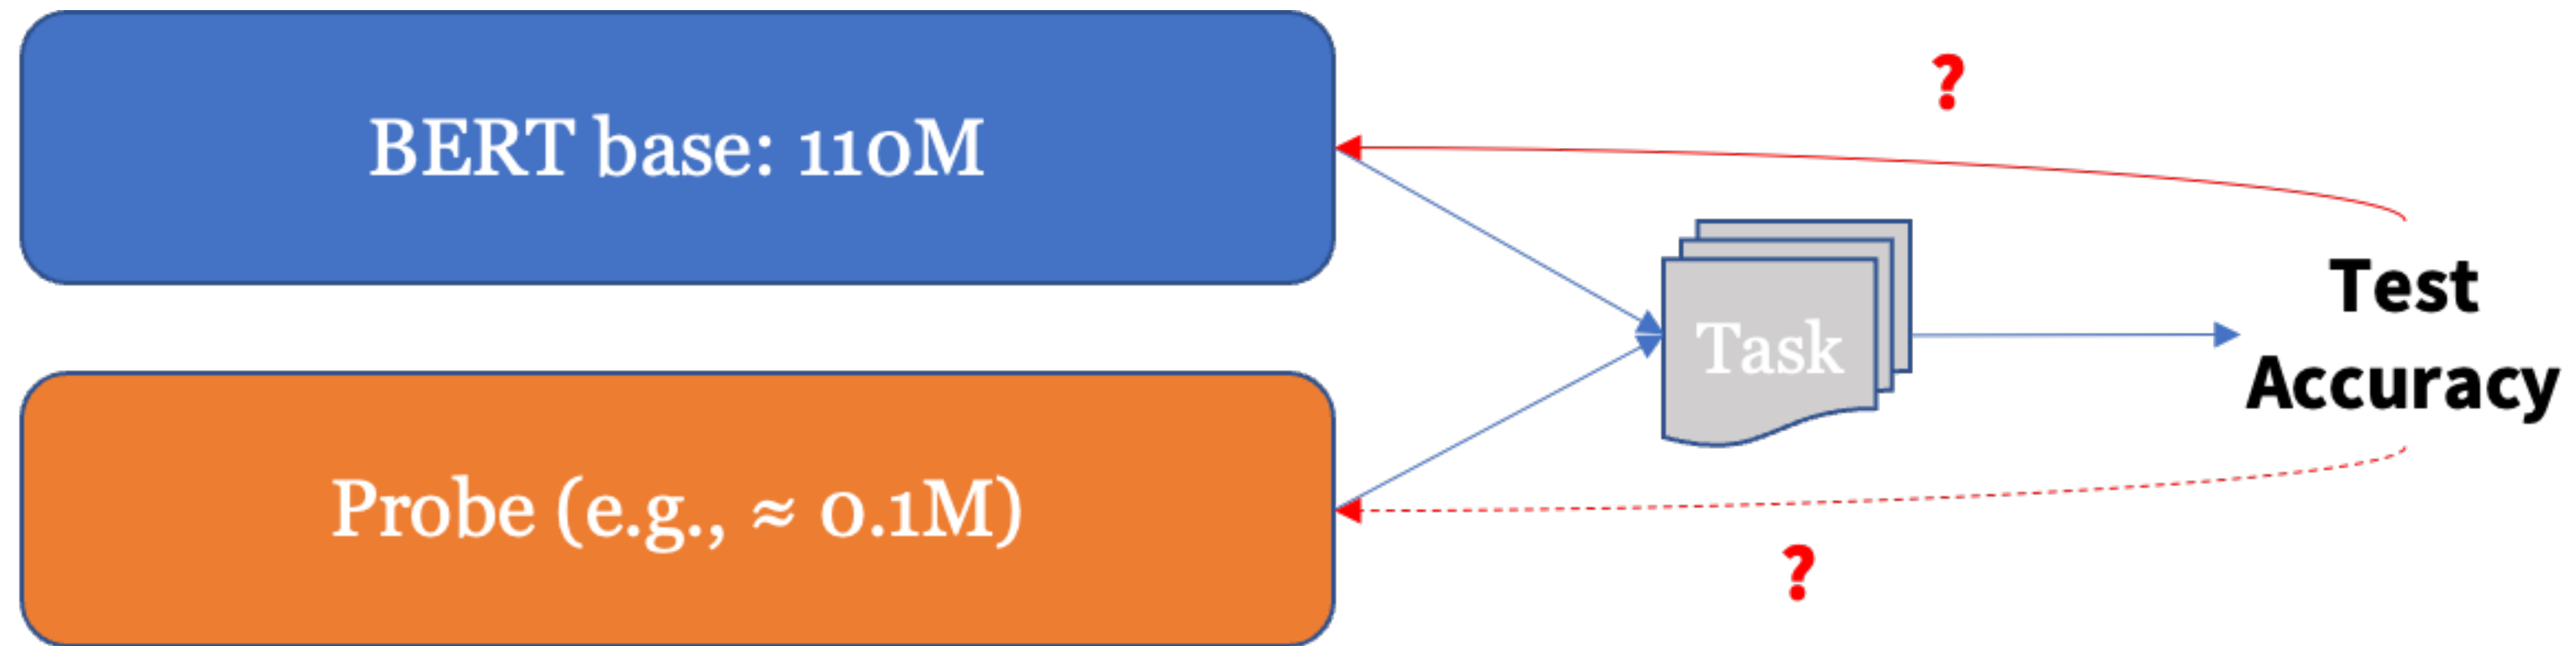 BERT base: 110M
?
Task
Test
Accuracy
Probe (e.g., ≈ 0.1M)
?